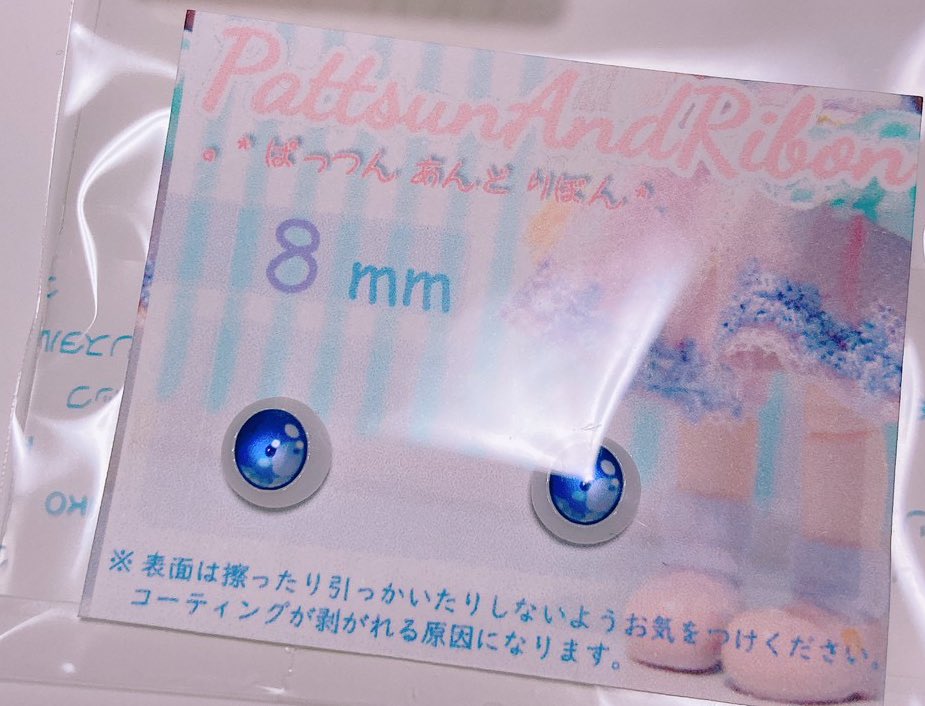 PattsunAndRibon
。*ぱっつん あんど りぼん*。
8 mm
※ 表面は擦ったり引っかいたりしないようお気をつけください。
コーティングが剥がれる原因になります。